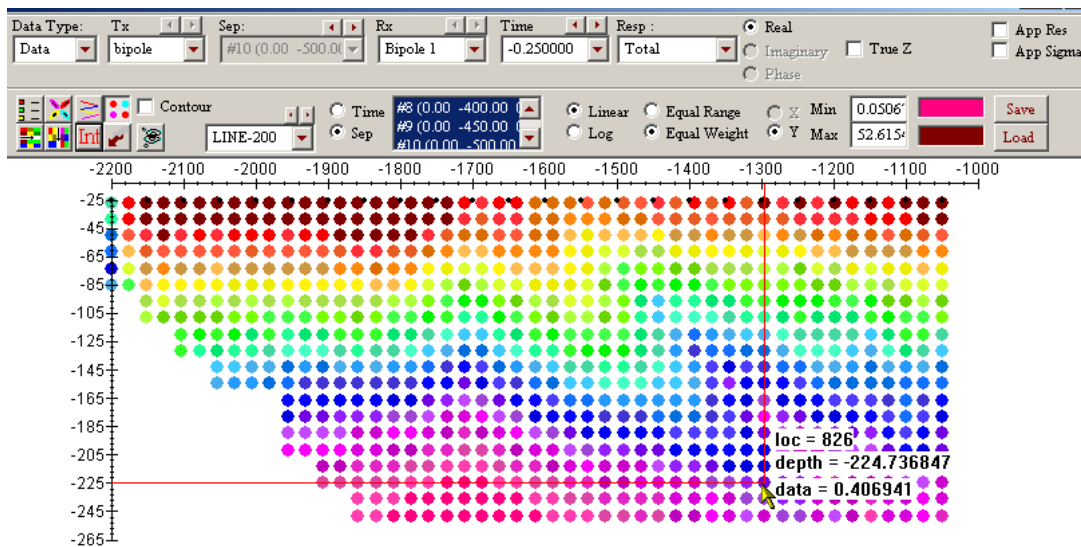 Data Type: Tx Sep: Rx Time Resp : Real App Res
Data bipole #10 (0.00 -500.0( Bipole 1 -0.250000 Total Imaginary True Z App Sigma
Phase
Contour Time #8 (0.00 -400.00 Linear Equal Range X Min 0.0506 Save
Int LINE-200 Sep #9 (0.00 -450.00 Log Equal Weight Y Max 52.615 Load
#10 (0.00 -500.00
-2200 -2100 -2000 -1900 -1800 -1700 -1600 -1500 -1400 -1300 -1200 -1100 -1000
-25
-45
-65
-85
-105
-125
-145
-165
-185
loc = 826
-205
depth = -224.736847
-225
data = 0.406941
-245
-265